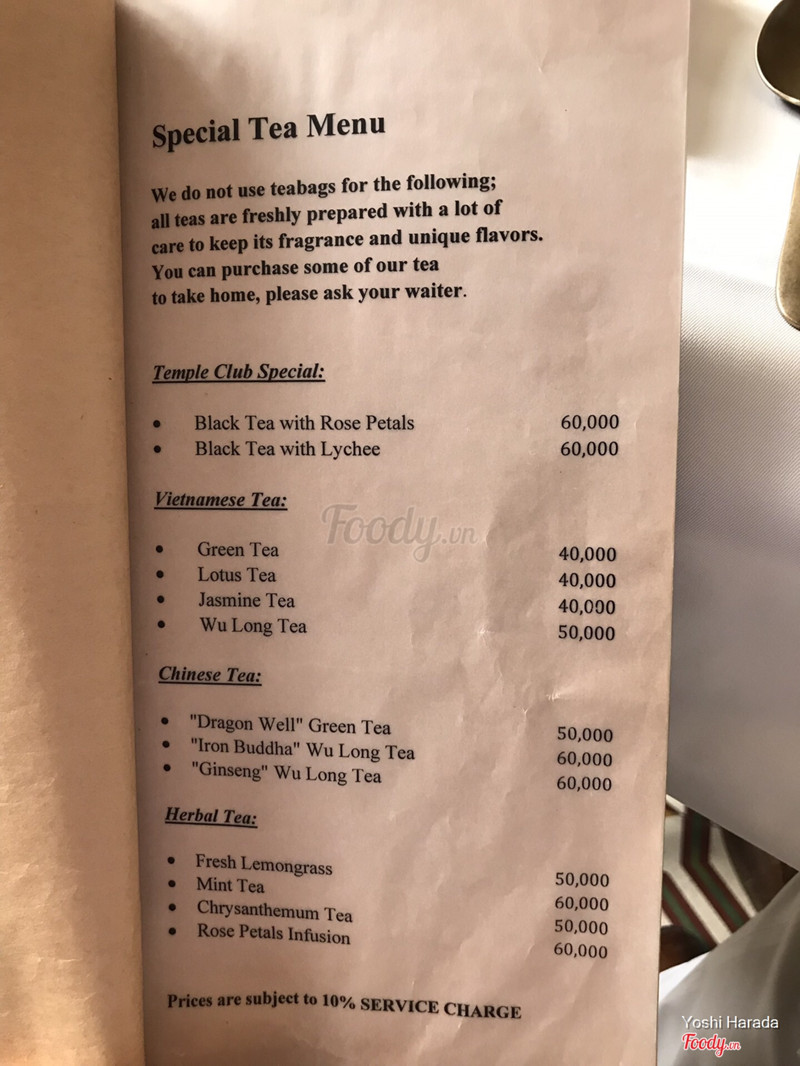 Special Tea Menu
We do not use teabags for the following;
all teas are freshly prepared with a lot of
care to keep its fragrance and unique flavors.
You can purchase some of our tea
to take home, please ask your waiter.
Temple Club Special:
• Black Tea with Rose Petals 60,000
• Black Tea with Lychee 60,000
Vietnamese Tea:
Foody.vn
• Green Tea 40,000
• Lotus Tea 40,000
• Jasmine Tea 40,000
• Wu Long Tea 50,000
Chinese Tea:
• "Dragon Well" Green Tea 50,000
• "Iron Buddha" Wu Long Tea 60,000
• "Ginseng" Wu Long Tea 60,000
Herbal Tea:
• Fresh Lemongrass 50,000
• Mint Tea 60,000
• Chrysanthemum Tea 50,000
• Rose Petals Infusion 60,000
Prices are subject to 10% SERVICE CHARGE
Yoshi Harada
Foody.vn